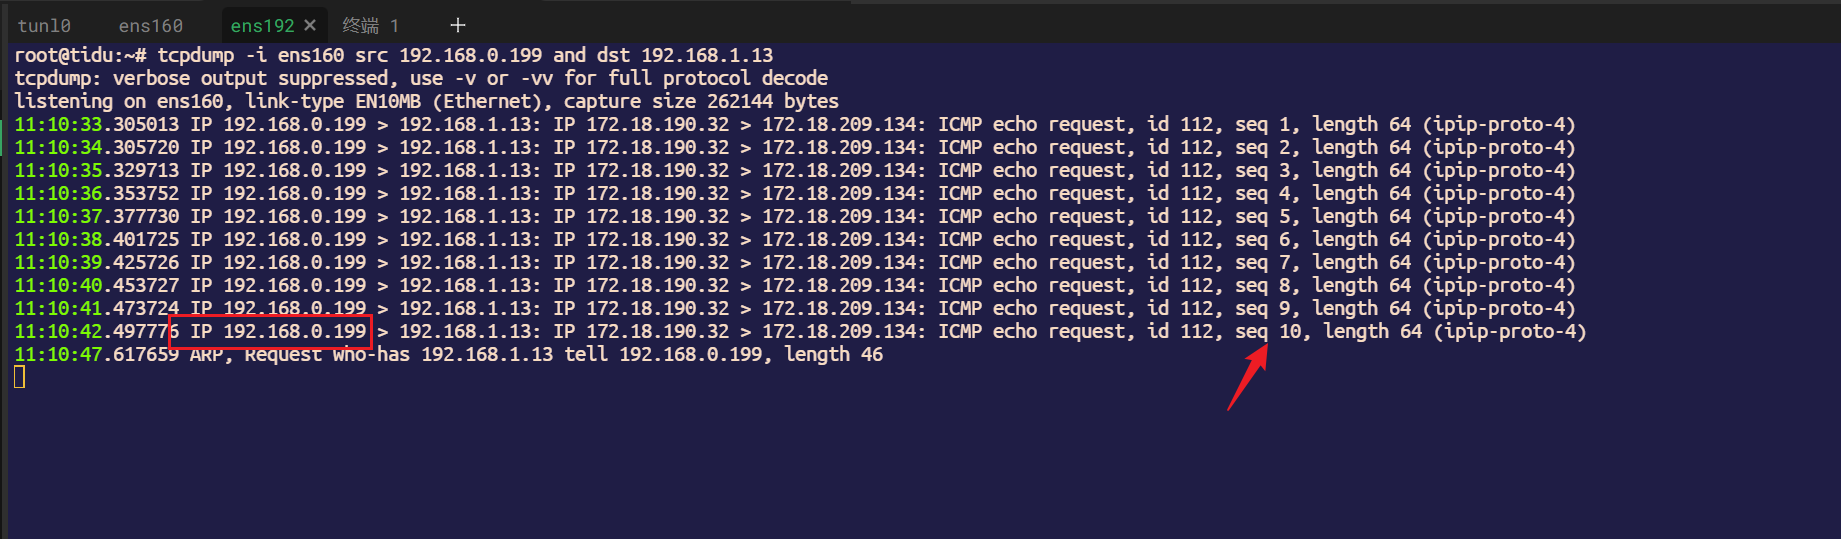 tunl0 ens160 ens192 × 终端 1 +
root@tidu:~# tcpdump -i ens160 src 192.168.0.199 and dst 192.168.1.13
tcpdump: verbose output suppressed, use -v or -vv for full protocol decode
listening on ens160, link-type EN10MB (Ethernet), capture size 262144 bytes
11:10:33.305013 IP 192.168.0.199 > 192.168.1.13: IP 172.18.190.32 > 172.18.209.134: ICMP echo request, id 112, seq 1, length 64 (ipip-proto-4)
11:10:34.305720 IP 192.168.0.199 > 192.168.1.13: IP 172.18.190.32 > 172.18.209.134: ICMP echo request, id 112, seq 2, length 64 (ipip-proto-4)
11:10:35.329713 IP 192.168.0.199 > 192.168.1.13: IP 172.18.190.32 > 172.18.209.134: ICMP echo request, id 112, seq 3, length 64 (ipip-proto-4)
11:10:36.353752 IP 192.168.0.199 > 192.168.1.13: IP 172.18.190.32 > 172.18.209.134: ICMP echo request, id 112, seq 4, length 64 (ipip-proto-4)
11:10:37.377730 IP 192.168.0.199 > 192.168.1.13: IP 172.18.190.32 > 172.18.209.134: ICMP echo request, id 112, seq 5, length 64 (ipip-proto-4)
11:10:38.401725 IP 192.168.0.199 > 192.168.1.13: IP 172.18.190.32 > 172.18.209.134: ICMP echo request, id 112, seq 6, length 64 (ipip-proto-4)
11:10:39.425726 IP 192.168.0.199 > 192.168.1.13: IP 172.18.190.32 > 172.18.209.134: ICMP echo request, id 112, seq 7, length 64 (ipip-proto-4)
11:10:40.453727 IP 192.168.0.199 > 192.168.1.13: IP 172.18.190.32 > 172.18.209.134: ICMP echo request, id 112, seq 8, length 64 (ipip-proto-4)
11:10:41.473724 IP 192.168.0.199 > 192.168.1.13: IP 172.18.190.32 > 172.18.209.134: ICMP echo request, id 112, seq 9, length 64 (ipip-proto-4)
11:10:42.497776 IP 192.168.0.199 > 192.168.1.13: IP 172.18.190.32 > 172.18.209.134: ICMP echo request, id 112, seq 10, length 64 (ipip-proto-4)
11:10:47.617659 ARP, Request who-has 192.168.1.13 tell 192.168.0.199, length 46